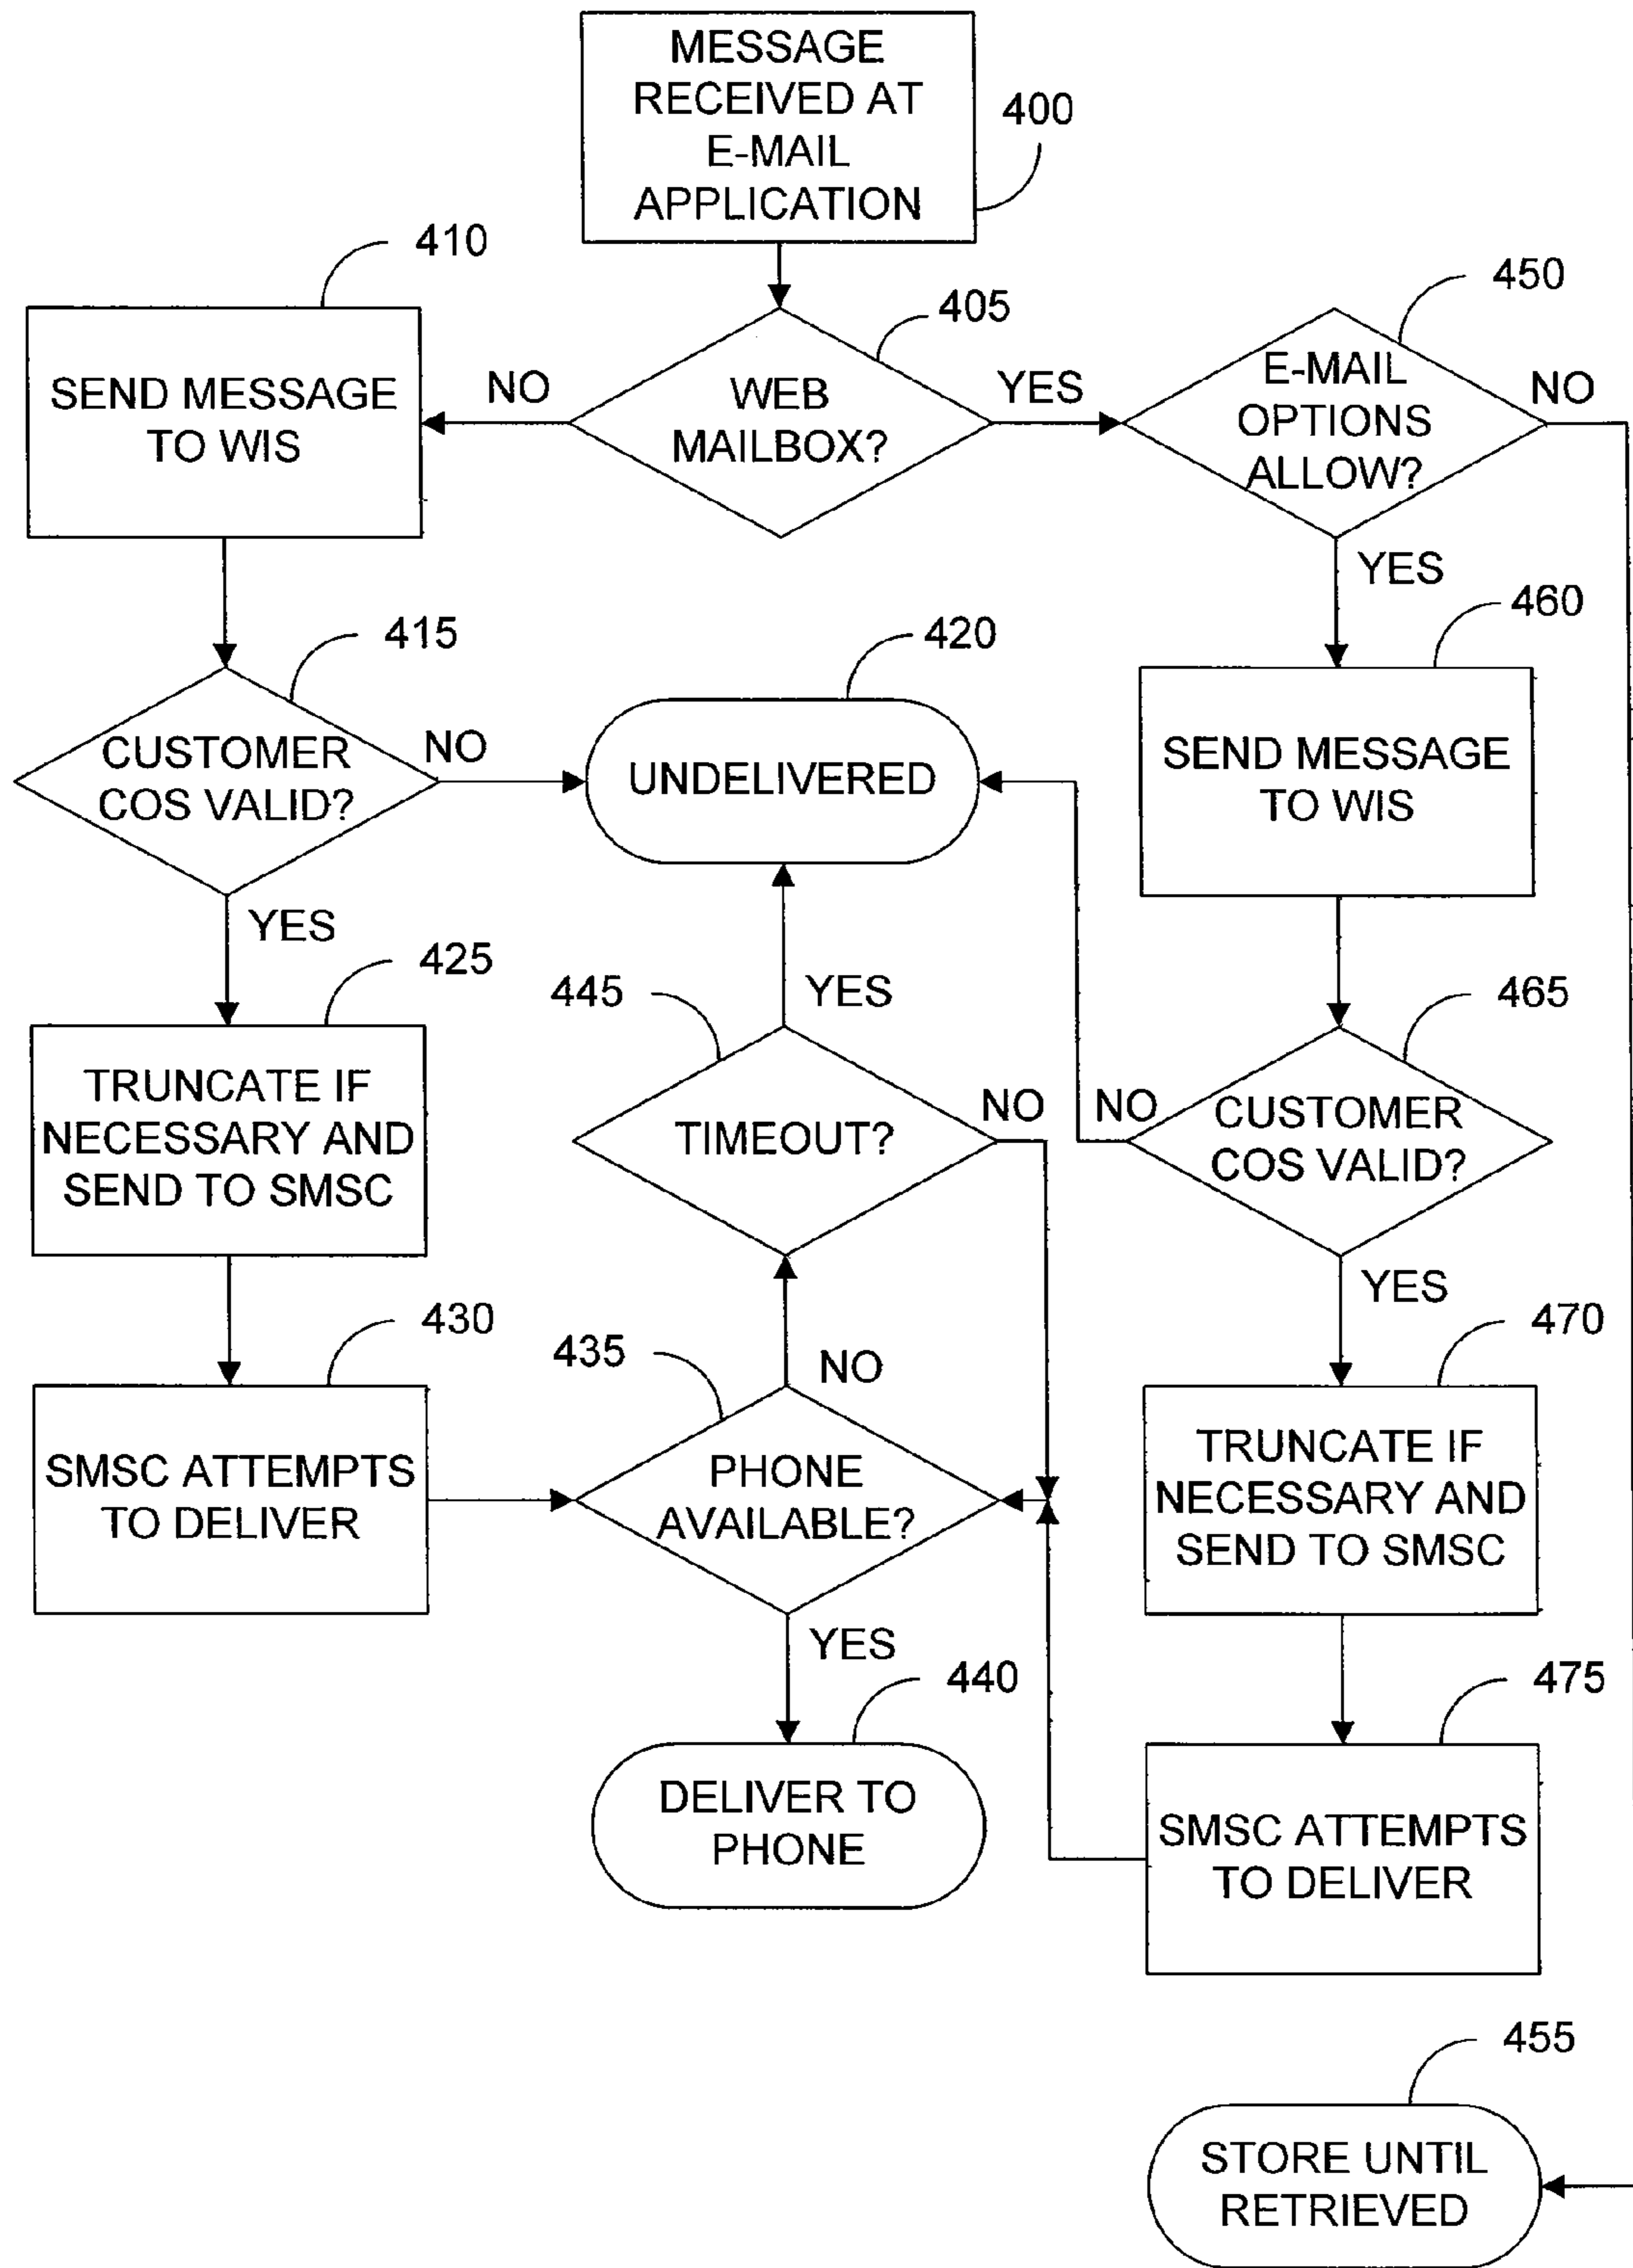 MESSAGE
RECEIVED AT
E-MAIL
APPLICATION
400
410
405
450
SEND MESSAGE
TO WIS
NO
WEB
MAILBOX?
YES
E-MAIL
OPTIONS
ALLOW?
NO
YES
415
420
460
CUSTOMER
COS VALID?
NO
UNDELIVERED
SEND MESSAGE
TO WIS
YES
425
445
YES
465
TRUNCATE IF
NECESSARY AND
SEND TO SMSC
TIMEOUT?
NO
NO
CUSTOMER
COS VALID?
YES
430
435
NO
470
SMSC ATTEMPTS
TO DELIVER
PHONE
AVAILABLE?
TRUNCATE IF
NECESSARY AND
SEND TO SMSC
YES
440
475
DELIVER TO
PHONE
SMSC ATTEMPTS
TO DELIVER
455
STORE UNTIL
RETRIEVED